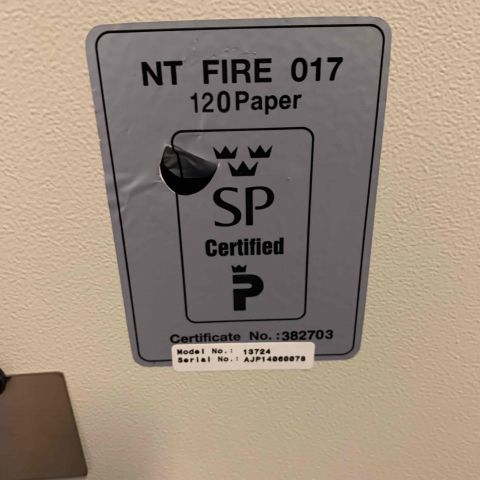 NT FIRE 017
120Paper
SP
Certified
P
Certificate No.:382703
Model No.: 13724
Serial No.: AJP14060078